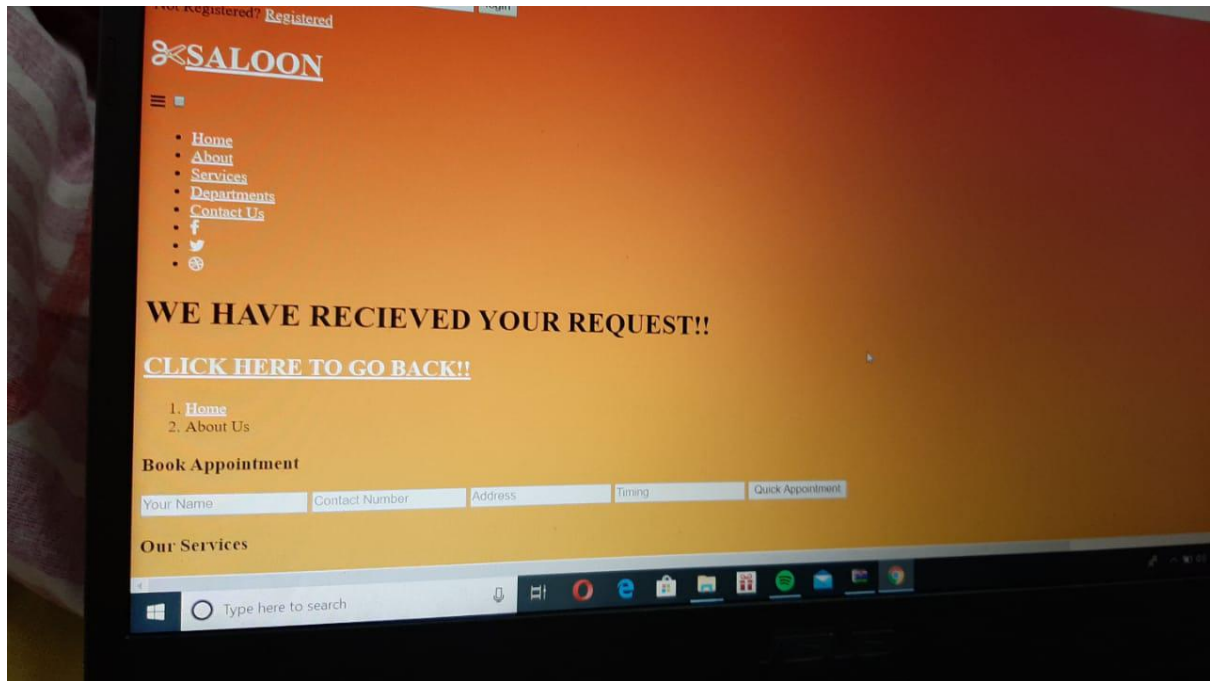 Not Registered? Registered login
SALOON
Home
About
Services
Departments
Contact Us
WE HAVE RECIEVED YOUR REQUEST!!
CLICK HERE TO GO BACK!!
1. Home
2. About Us
Book Appointment
Your Name Contact Number Address Timing Quick Appointment
Our Services
Type here to search